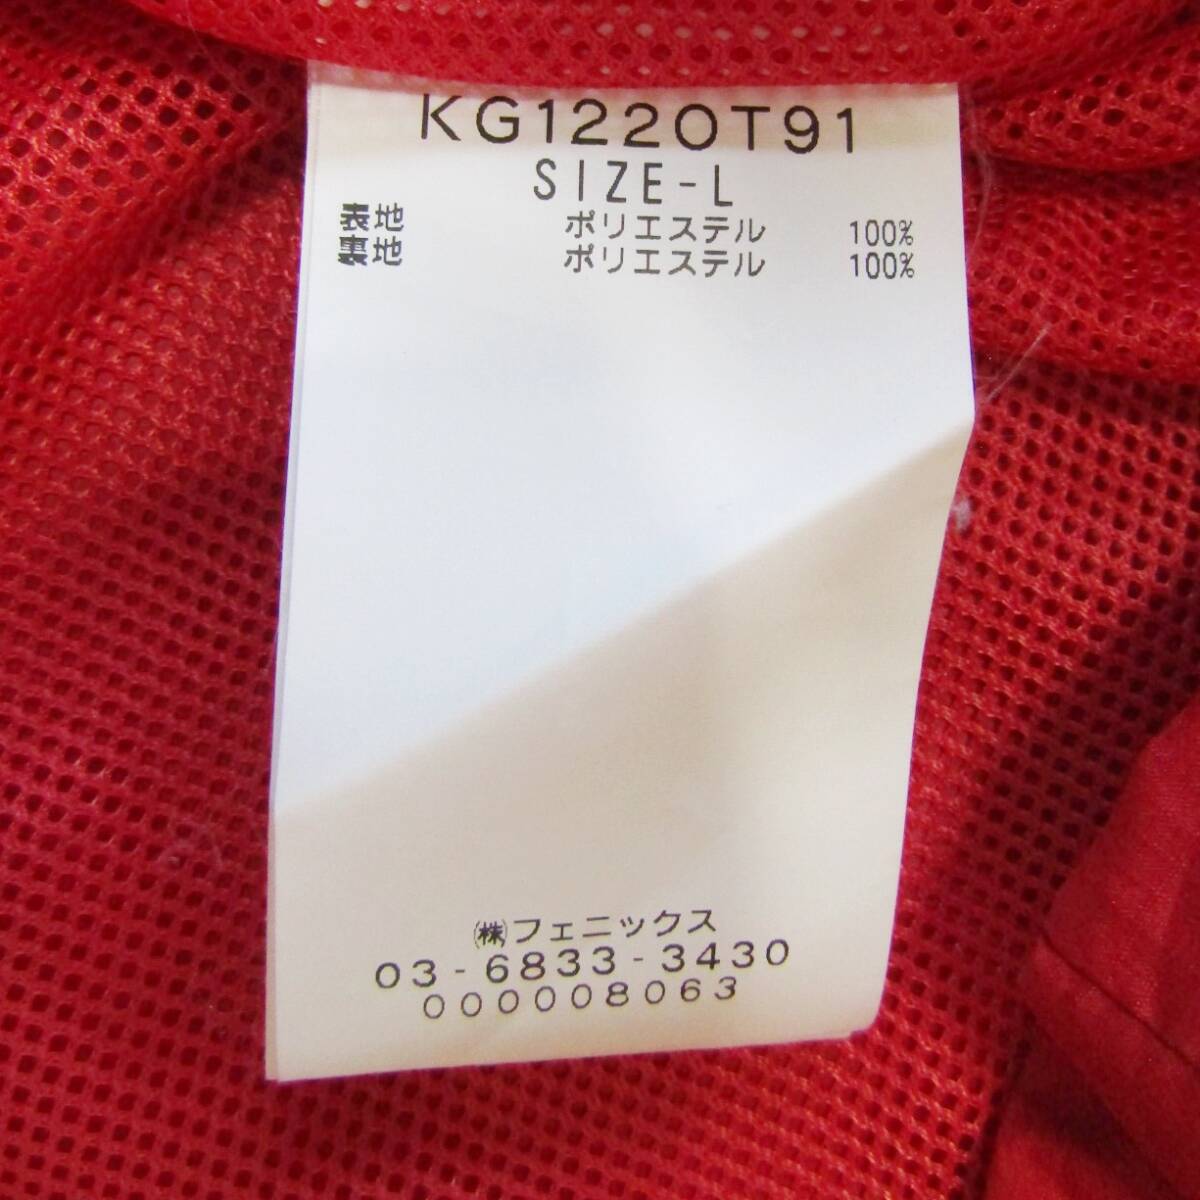 KG1220T91
SIZE-L
表地 ポリエステル 100%
裏地 ポリエステル 100%
㈱フェニックス
03-6833-3430
000008063